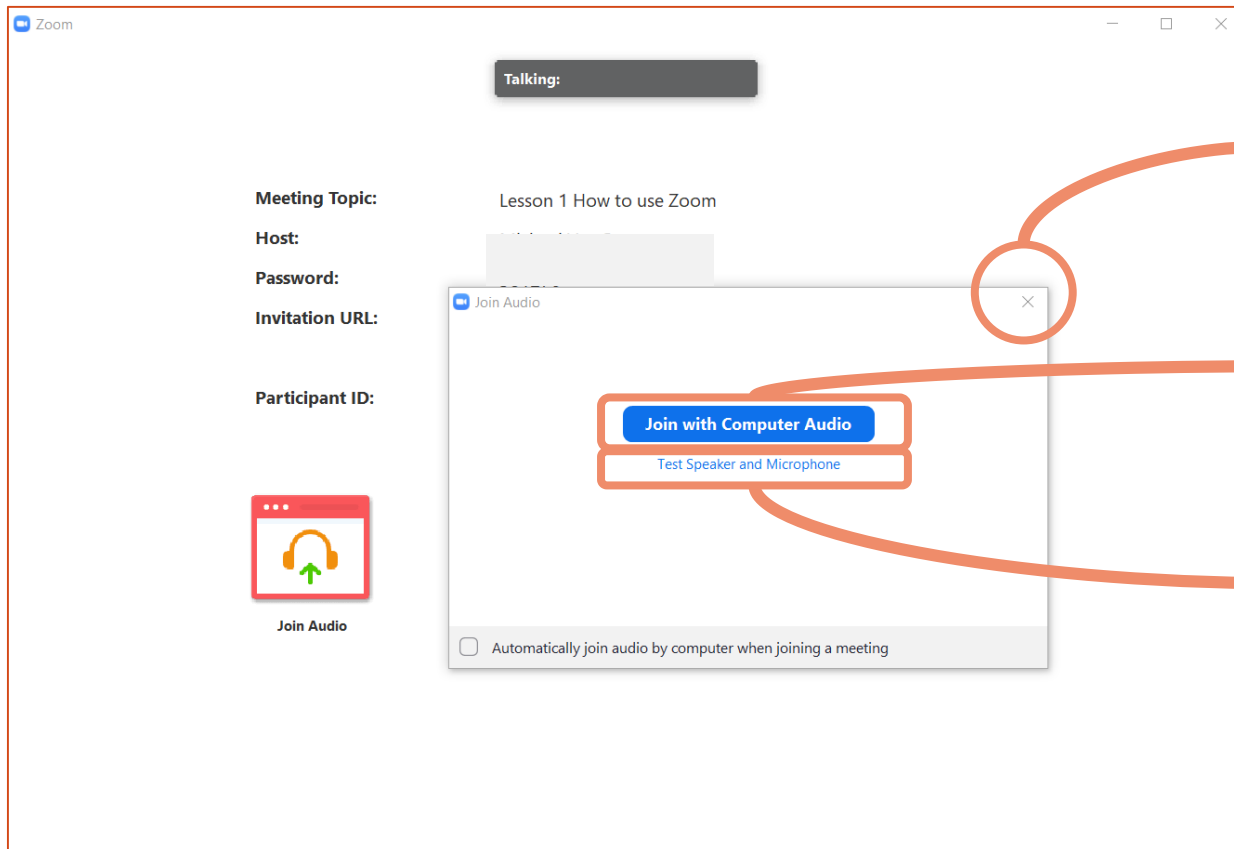 Zoom
Talking:
Meeting Topic: Lesson 1 How to use Zoom
Host:
Password:
Invitation URL:
Participant ID:
Join Audio
Join with Computer Audio
Test Speaker and Microphone
Automatically join audio by computer when joining a meeting
Join Audio